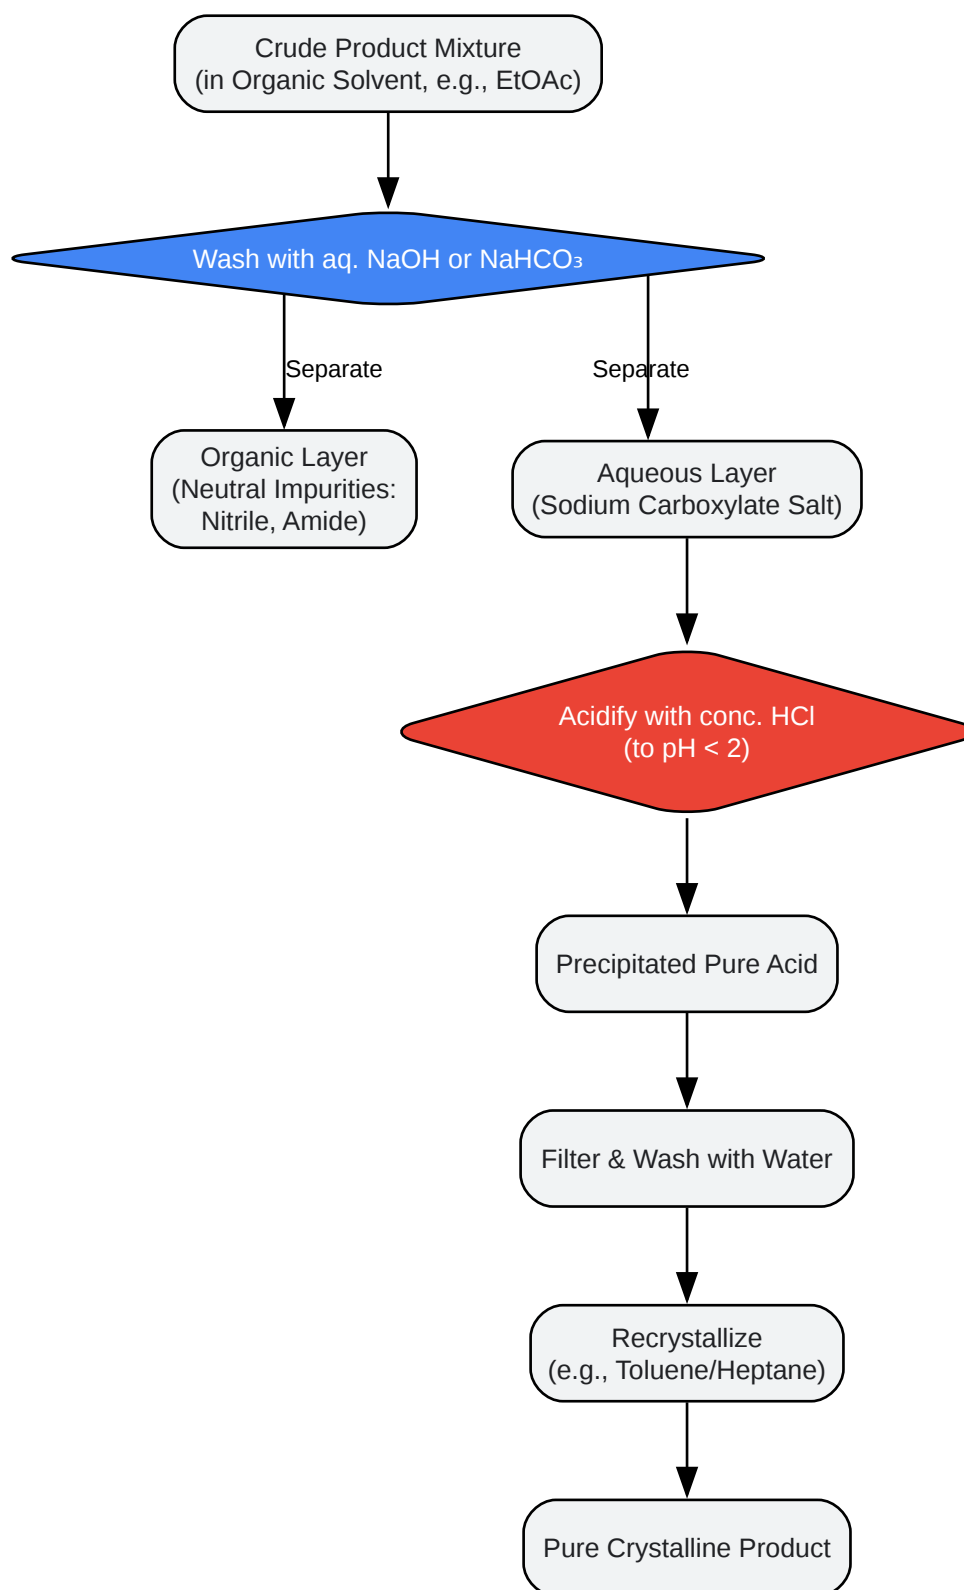 Crude Product Mixture
(in Organic Solvent, e.g., EtOAc)
Wash with aq. NaOH or NaHCO₃
Separate
Separate
Organic Layer
(Neutral Impurities:
Nitrile, Amide)
Aqueous Layer
(Sodium Carboxylate Salt)
Acidify with conc. HCl
(to pH < 2)
Precipitated Pure Acid
Filter & Wash with Water
Recrystallize
(e.g., Toluene/Heptane)
Pure Crystalline Product